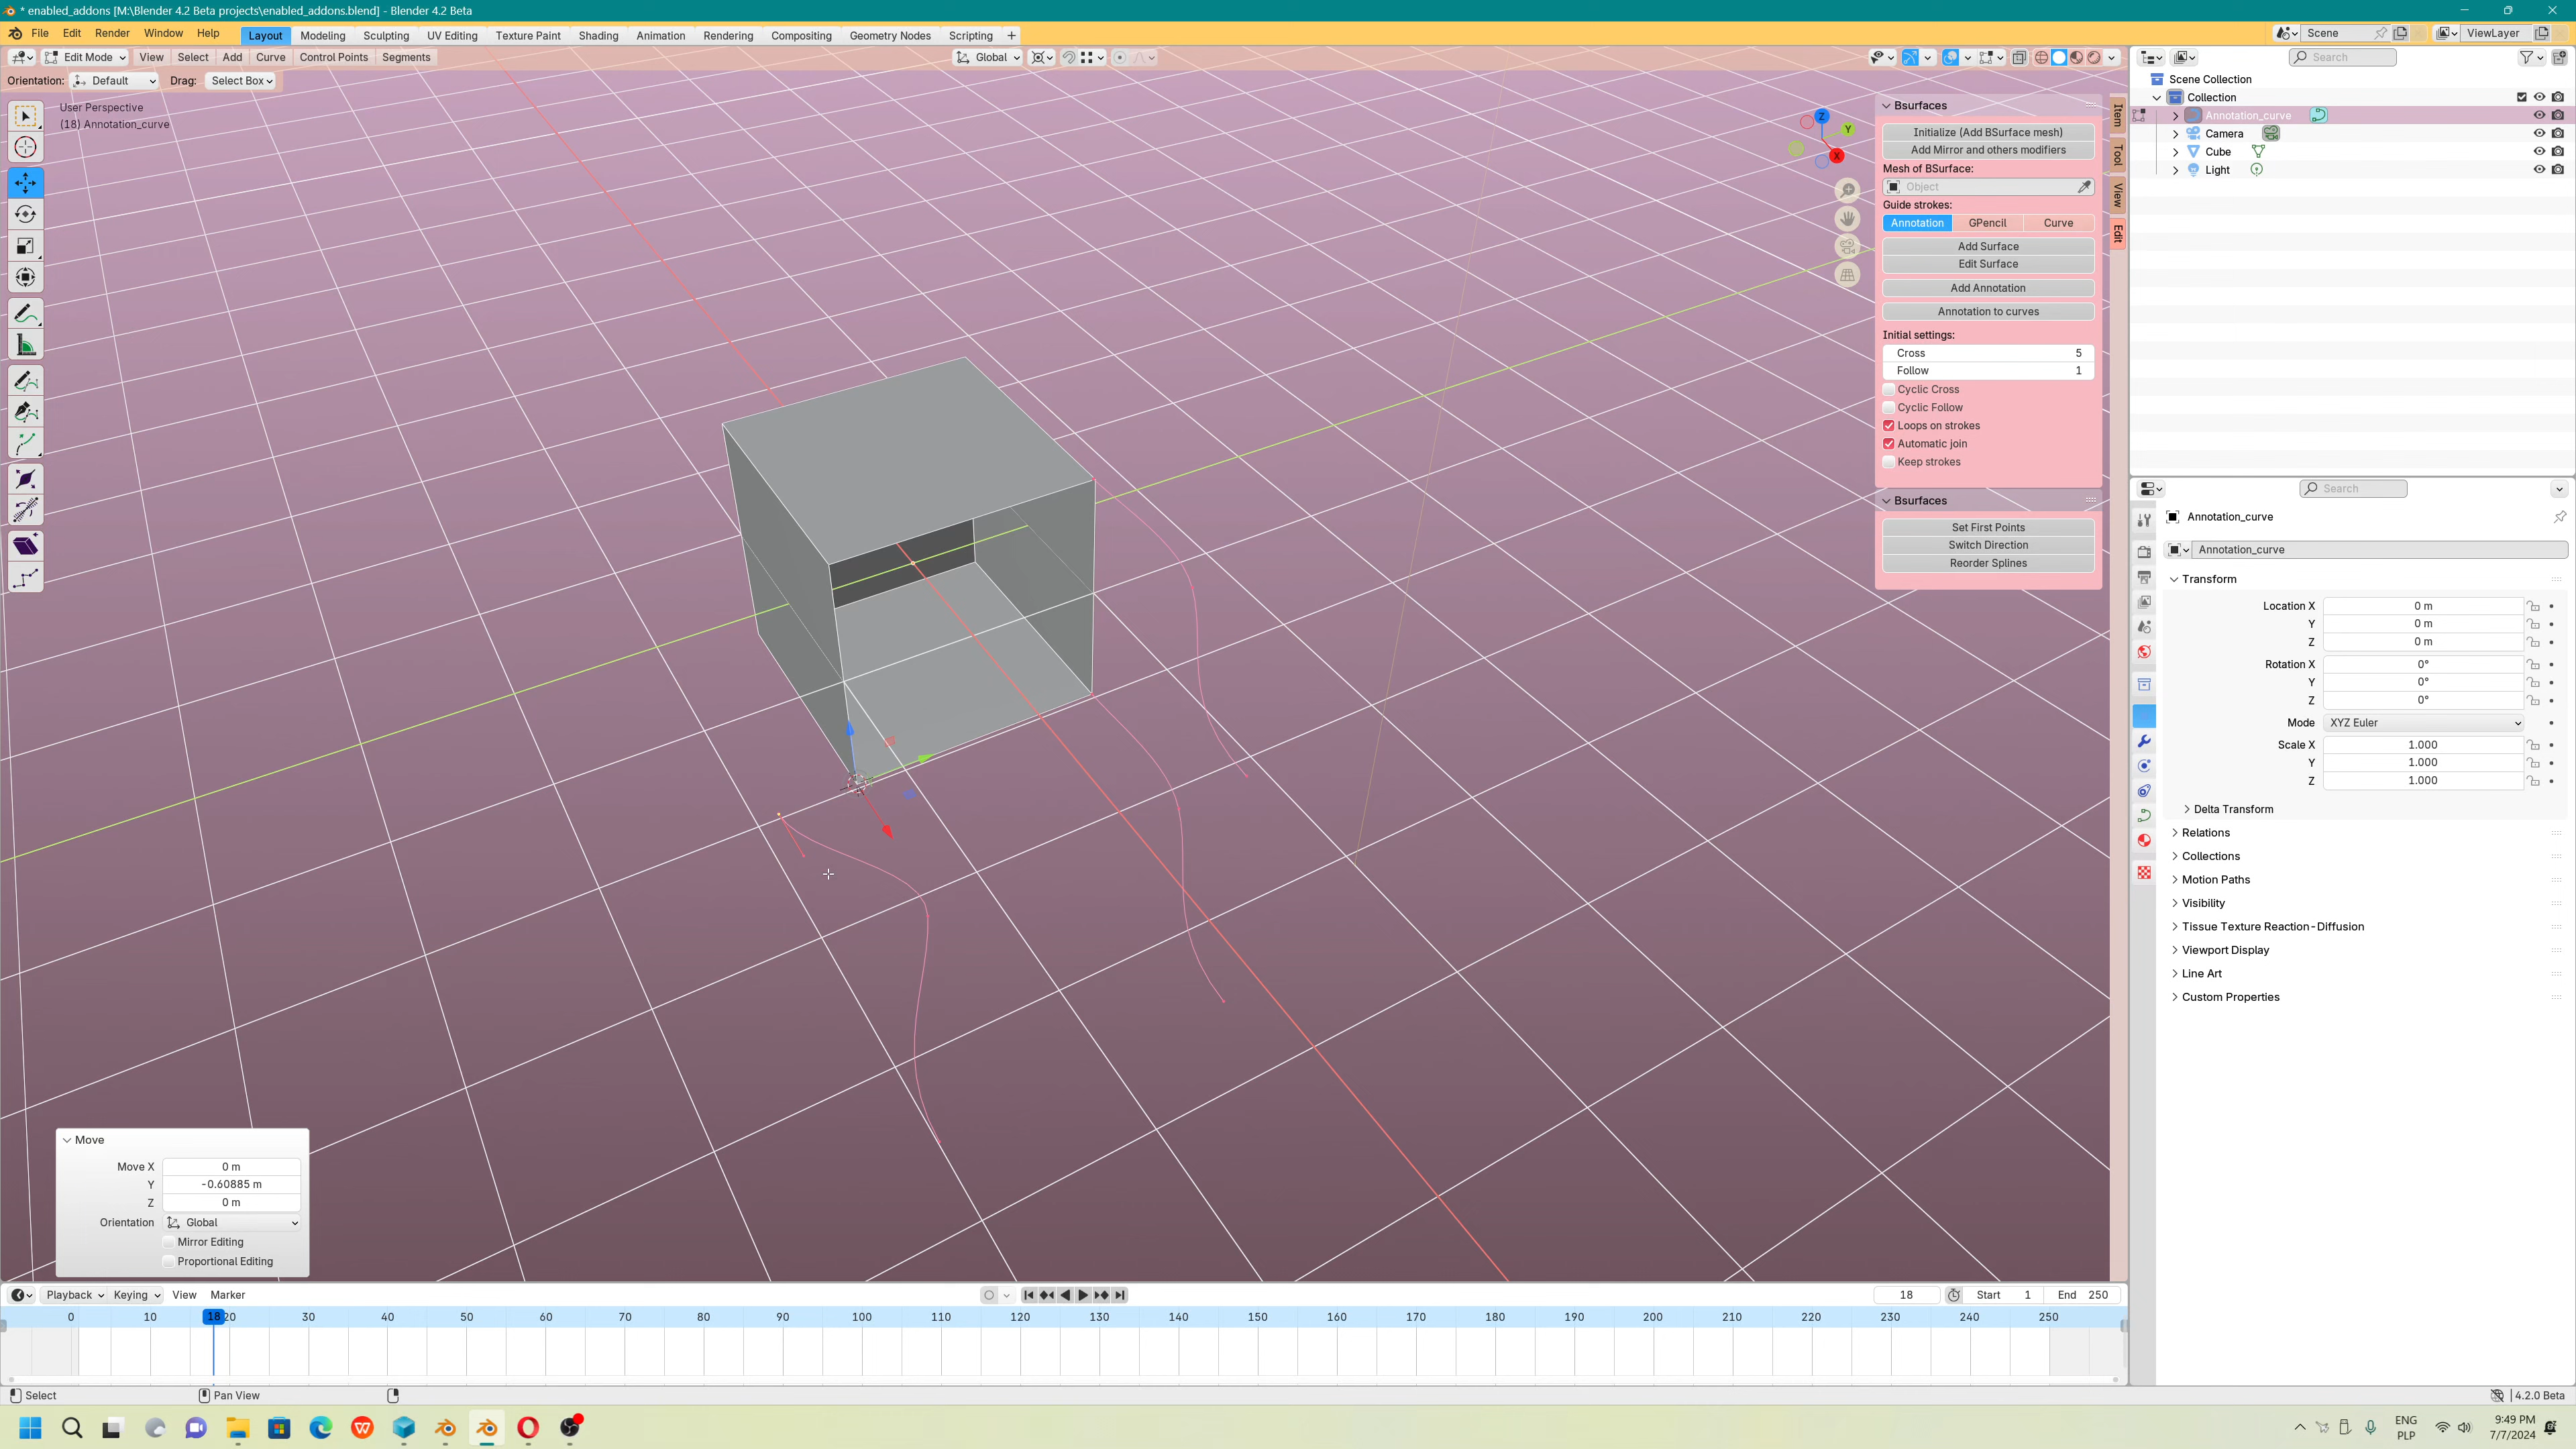 * enabled_addons [M:\Blender 4.2 Beta projects\enabled_addons.blend] - Blender 4.2 Beta
File Edit Render Window Help Layout Modeling Sculpting UV Editing Texture Paint Shading Animation Rendering Compositing Geometry Nodes Scripting + Scene ViewLayer
Edit Mode View Select Add Curve Control Points Segments Global Search
Orientation: Default Drag: Select Box
User Perspective
(18) Annotation_curve
Z
Y
X
Bsurfaces
Initialize (Add BSurface mesh)
Add Mirror and others modifiers
Mesh of BSurface:
Object
Guide strokes:
Annotation GPencil Curve
Add Surface
Edit Surface
Add Annotation
Annotation to curves
Initial settings:
Cross 5
Follow 1
Cyclic Cross
Cyclic Follow
Loops on strokes
Automatic join
Keep strokes
Bsurfaces
Set First Points
Switch Direction
Reorder Splines
Item
Tool
View
Edit
Scene Collection
Collection
Annotation_curve
Camera
Cube
Light
Search
Annotation_curve
Annotation_curve
Transform
Location X 0 m
Y 0 m
Z 0 m
Rotation X 0°
Y 0°
Z 0°
Mode XYZ Euler
Scale X 1.000
Y 1.000
Z 1.000
Delta Transform
Relations
Collections
Motion Paths
Visibility
Tissue Texture Reaction-Diffusion
Viewport Display
Line Art
Custom Properties
Move
Move X 0 m
Y -0.60885 m
Z 0 m
Orientation Global
Mirror Editing
Proportional Editing
Playback Keying View Marker 18 Start 1 End 250
0 10 18 20 30 40 50 60 70 80 90 100 110 120 130 140 150 160 170 180 190 200 210 220 230 240 250
Select Pan View 4.2.0 Beta
ENG
PLP
9:49 PM
7/7/2024